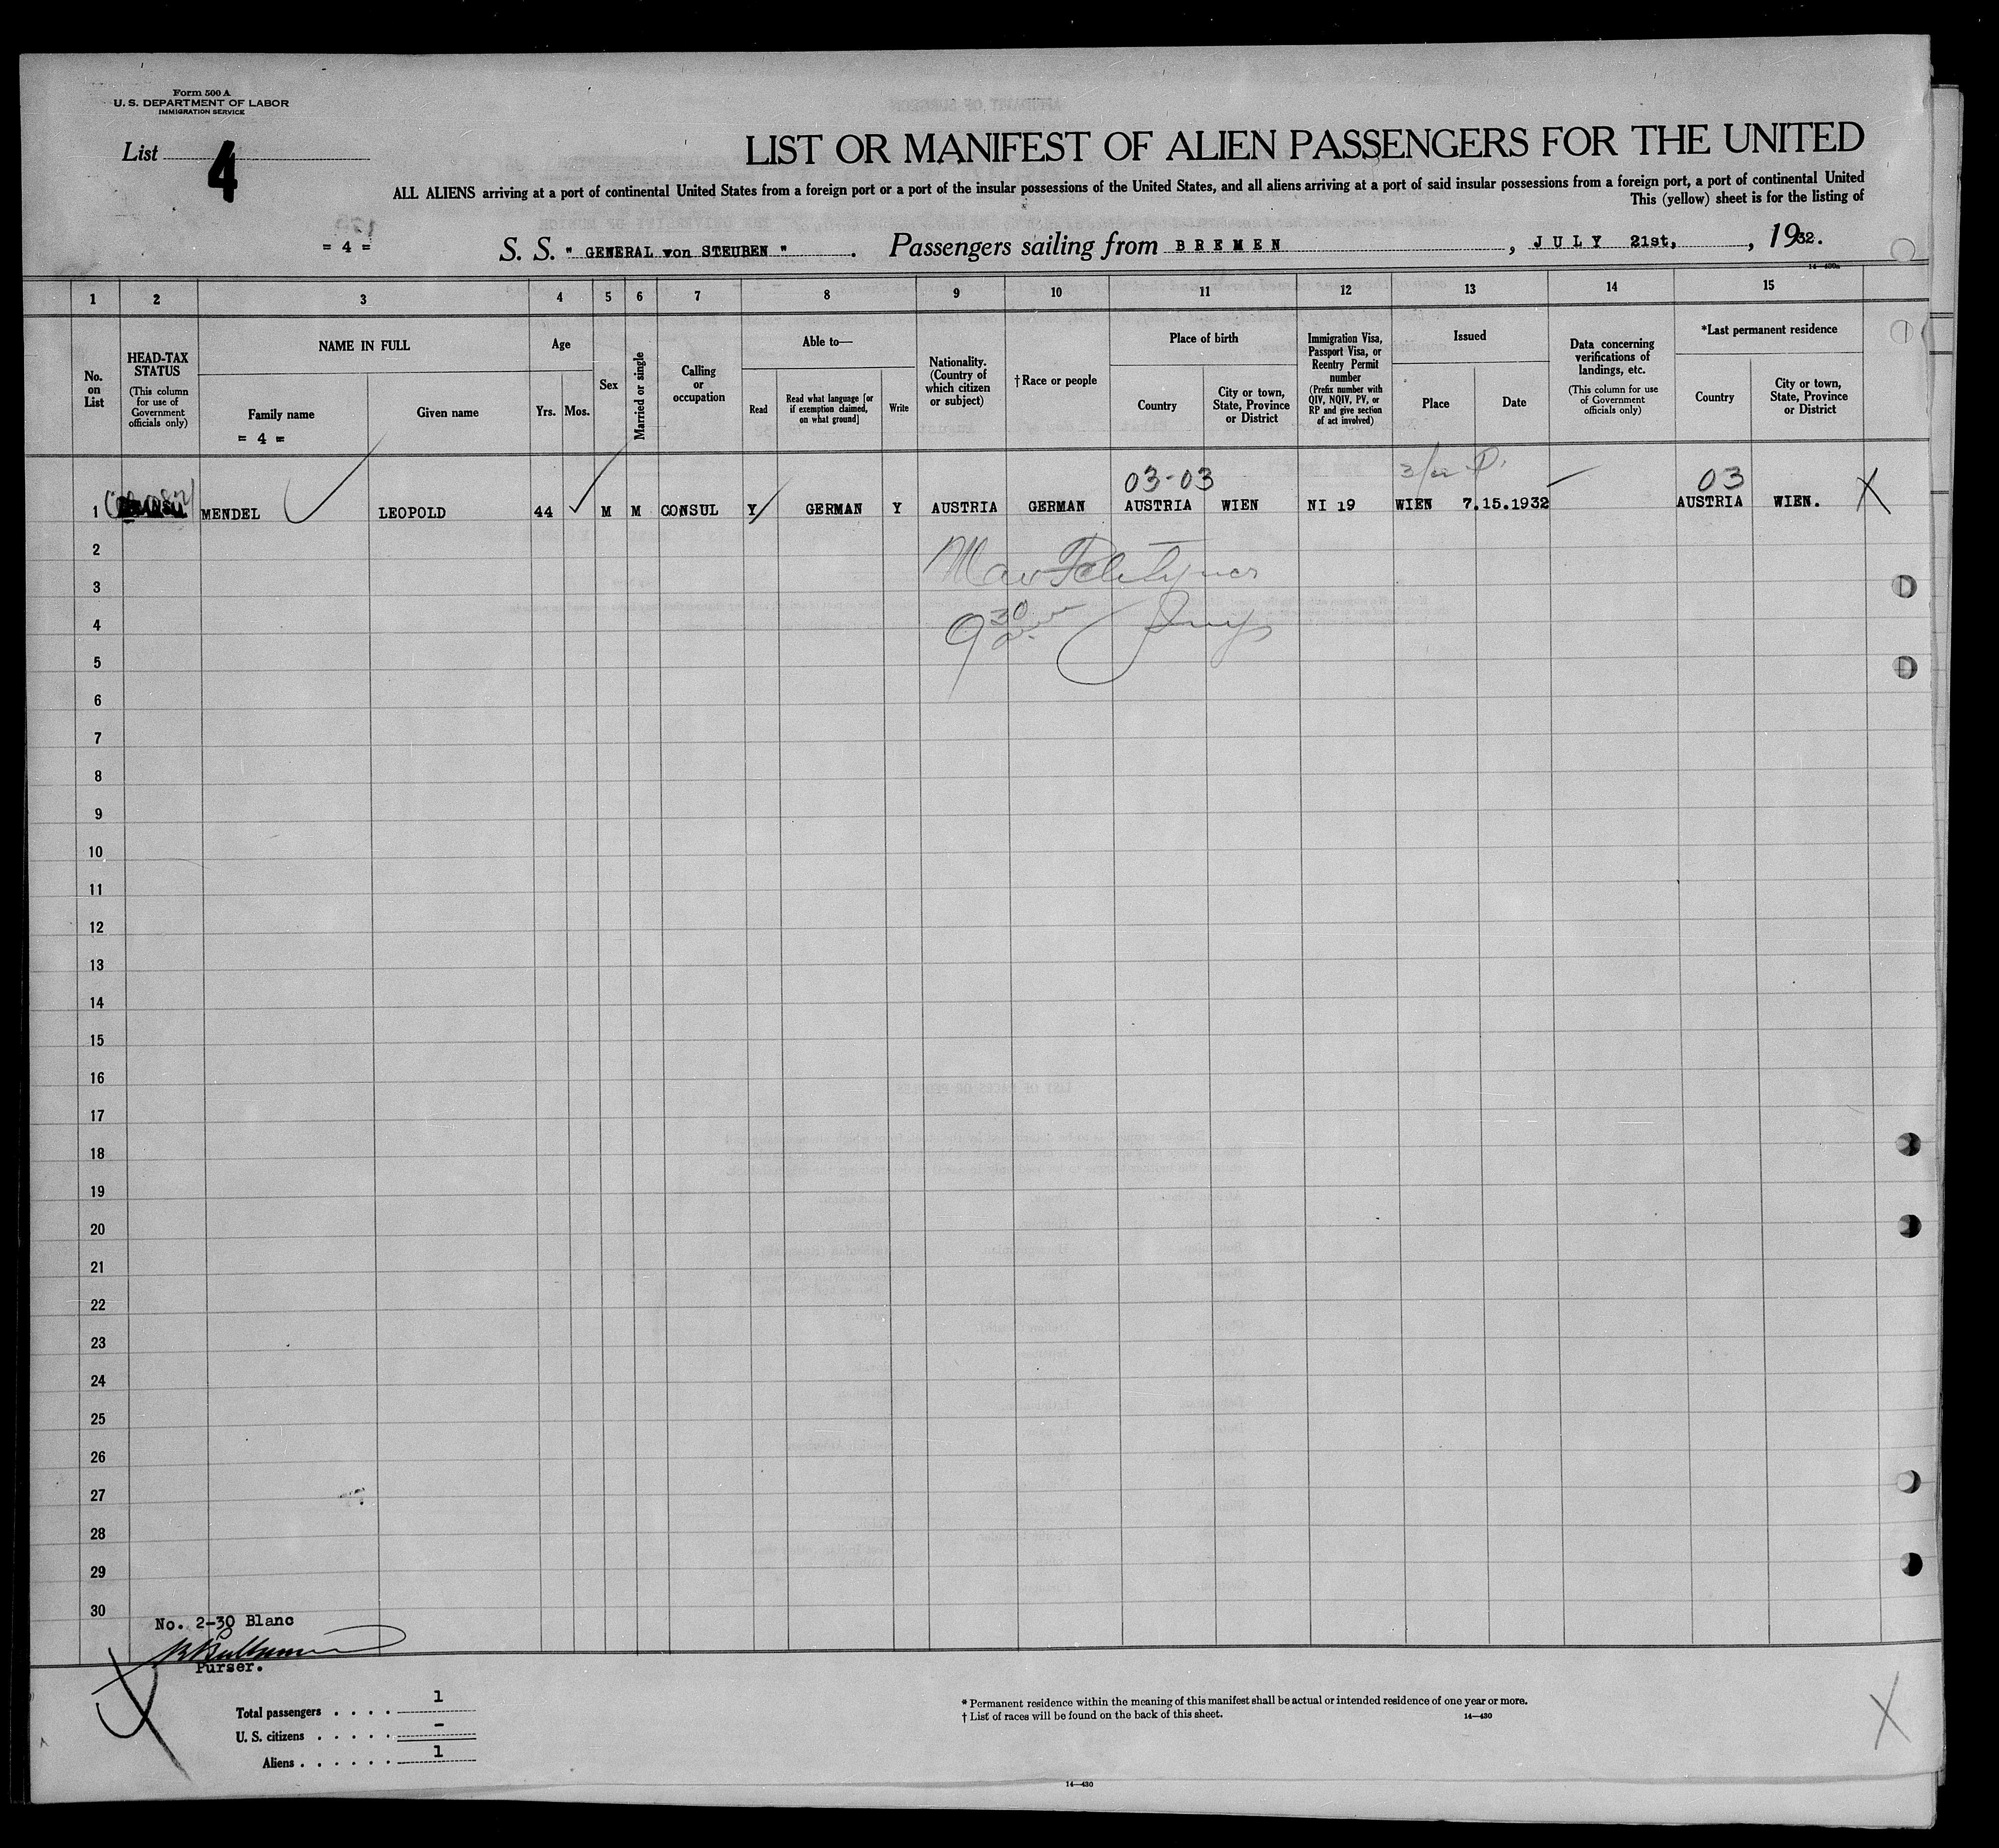 Form 500 A
U. S. DEPARTMENT OF LABOR
IMMIGRATION SERVICE
List 4
LIST OR MANIFEST OF ALIEN PASSENGERS FOR THE UNITED
ALL ALIENS arriving at a port of continental United States from a foreign port or a port of the insular possessions of the United States, and all aliens arriving at a port of said insular possessions from a foreign port, a port of continental United
This (yellow) sheet is for the listing of
= 4 =
S. S. " GENERAL von STEUBEN " . Passengers sailing from BREMEN , JULY 21st, , 1932.
14—430a
1 2 3 4 5 6 7 8 9 10 11 12 13 14 15
No. on List
HEAD-TAX STATUS
(This column for use of Government officials only)
NAME IN FULL
Family name
Given name
= 4 =
Age
Yrs. Mos.
Sex
Married or single
Calling or occupation
Able to—
Read
Read what language [or if exemption claimed, on what ground]
Write
Nationality. (Country of which citizen or subject)
† Race or people
Place of birth
Country
City or town, State, Province or District
Immigration Visa, Passport Visa, or Reentry Permit number
(Prefix number with QIV, NQIV, PV, or RP and give section of act involved)
Issued
Place
Date
Data concerning verifications of landings, etc.
(This column for use of Government officials only)
*Last permanent residence
Country
City or town, State, Province or District
03-03
03
1 MENDEL LEOPOLD 44 M M CONSUL Y GERMAN Y AUSTRIA GERMAN AUSTRIA WIEN NI 19 WIEN 7.15.1932 AUSTRIA WIEN. X
2
3
4
9 30
5
6
7
8
9
10
11
12
13
14
15
16
17
18
19
20
21
22
23
24
25
26
27
28
29
30
No. 2-30 Blanc
Purser.
Total passengers . . . . 1
U. S. citizens . . . . . –
Aliens . . . . . . 1
* Permanent residence within the meaning of this manifest shall be actual or intended residence of one year or more.
† List of races will be found on the back of this sheet.
14—430
X
14—430